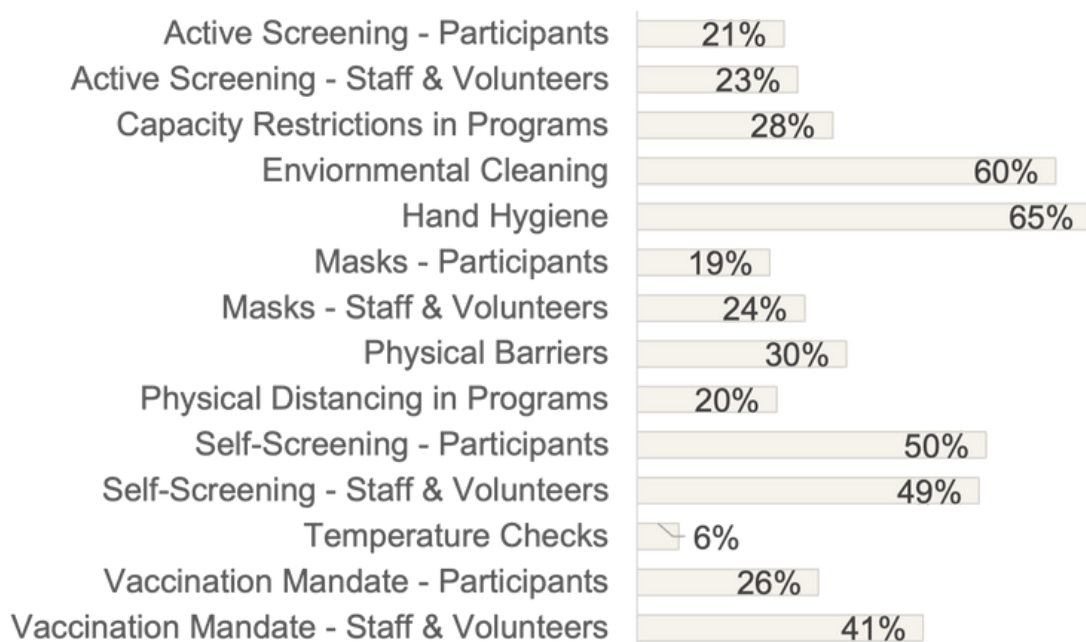 Active Screening - Participants 21%
Active Screening - Staff & Volunteers 23%
Capacity Restrictions in Programs 28%
Enviornmental Cleaning 60%
Hand Hygiene 65%
Masks - Participants 19%
Masks - Staff & Volunteers 24%
Physical Barriers 30%
Physical Distancing in Programs 20%
Self-Screening - Participants 50%
Self-Screening - Staff & Volunteers 49%
Temperature Checks 6%
Vaccination Mandate - Participants 26%
Vaccination Mandate - Staff & Volunteers 41%